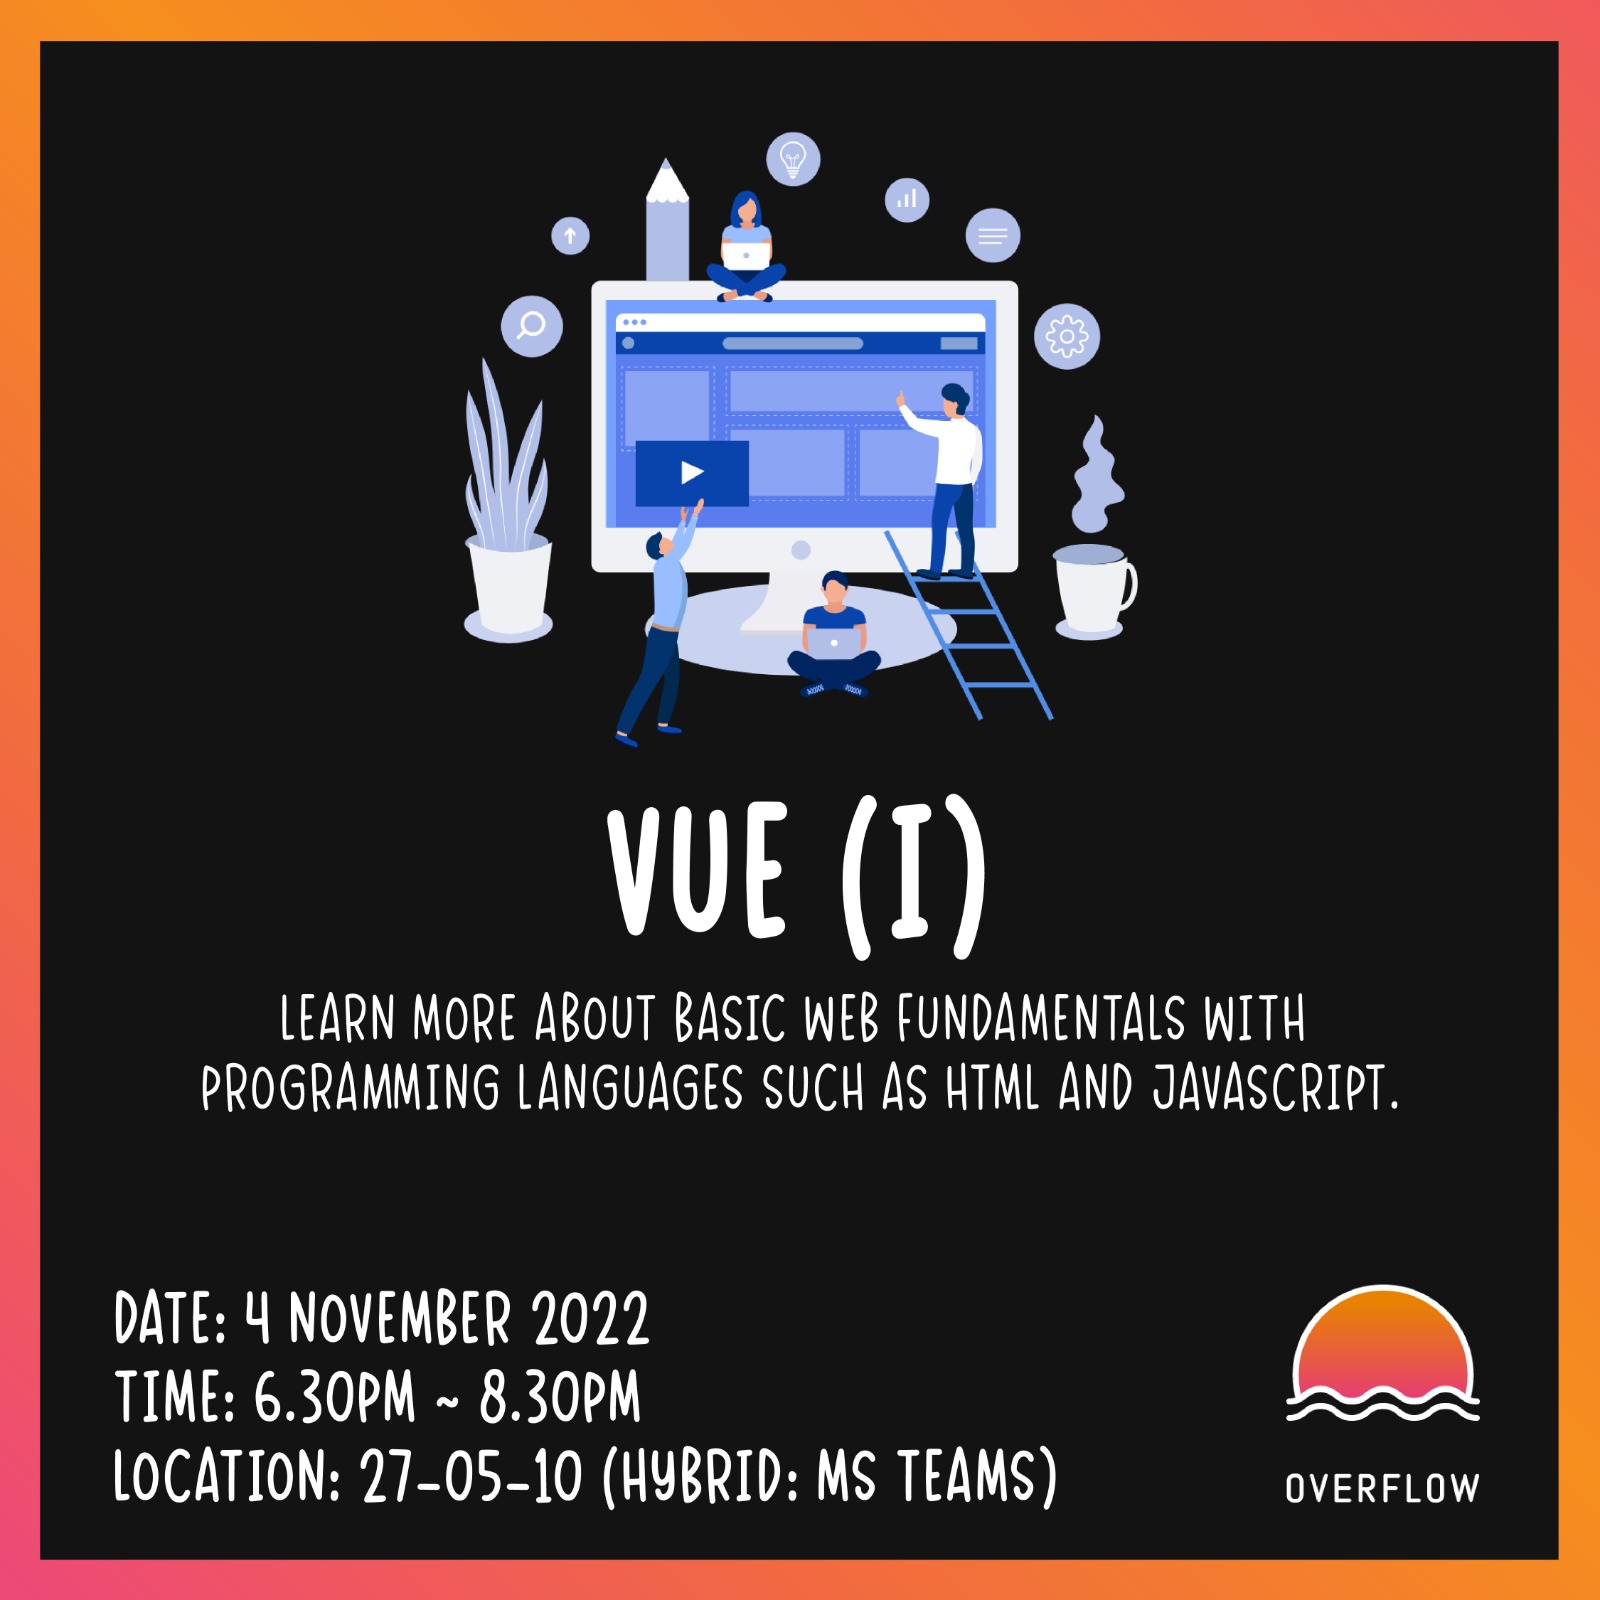 VUE (I)
LEARN MORE ABOUT BASIC WEB FUNDAMENTALS WITH
PROGRAMMING LANGUAGES SUCH AS HTML AND JAVASCRIPT.
DATE: 4 NOVEMBER 2022
TIME: 6.30PM ~ 8.30PM
LOCATION: 27-05-10 (HYBRID: MS TEAMS)
OVERFLOW